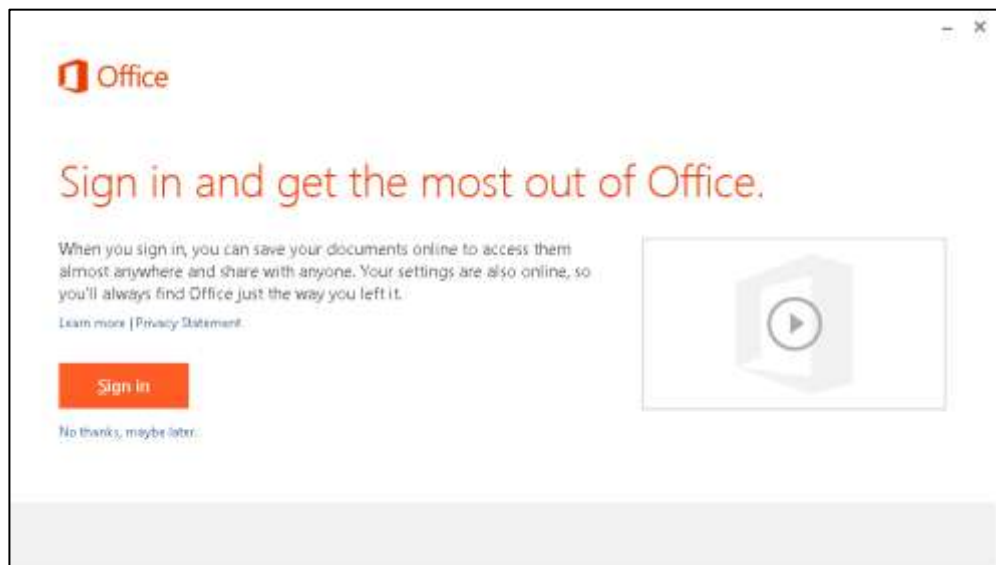 Office
Sign in and get the most out of Office.
When you sign in, you can save your documents online to access them
almost anywhere and share with anyone. Your settings are also online, so
you'll always find Office just the way you left it.
Learn more | Privacy Statement
Sign in
No thanks, maybe later.